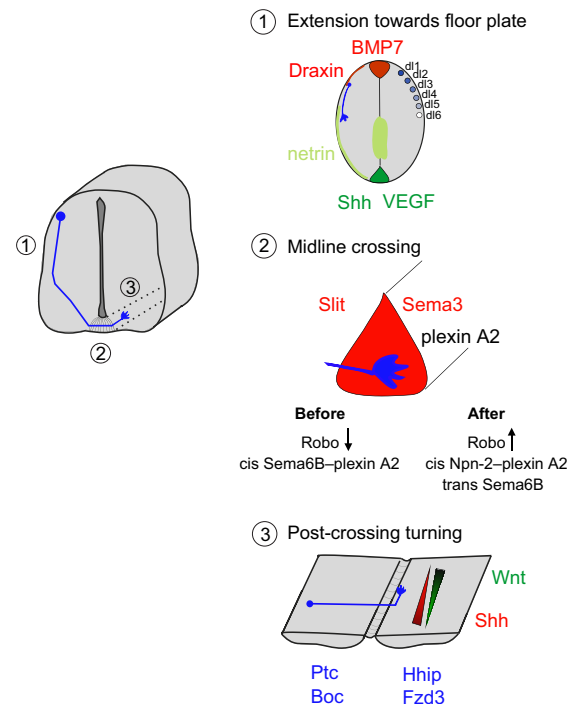 1 Extension towards floor plate
BMP7
Draxin
dI1
dI2
dI3
dI4
dI5
dI6
netrin
Shh VEGF
1
3
2
2 Midline crossing
Slit Sema3
plexin A2
Before After
Robo Robo
cis Sema6B–plexin A2 cis Npn-2–plexin A2
trans Sema6B
3 Post-crossing turning
Wnt
Shh
Ptc Hhip
Boc Fzd3